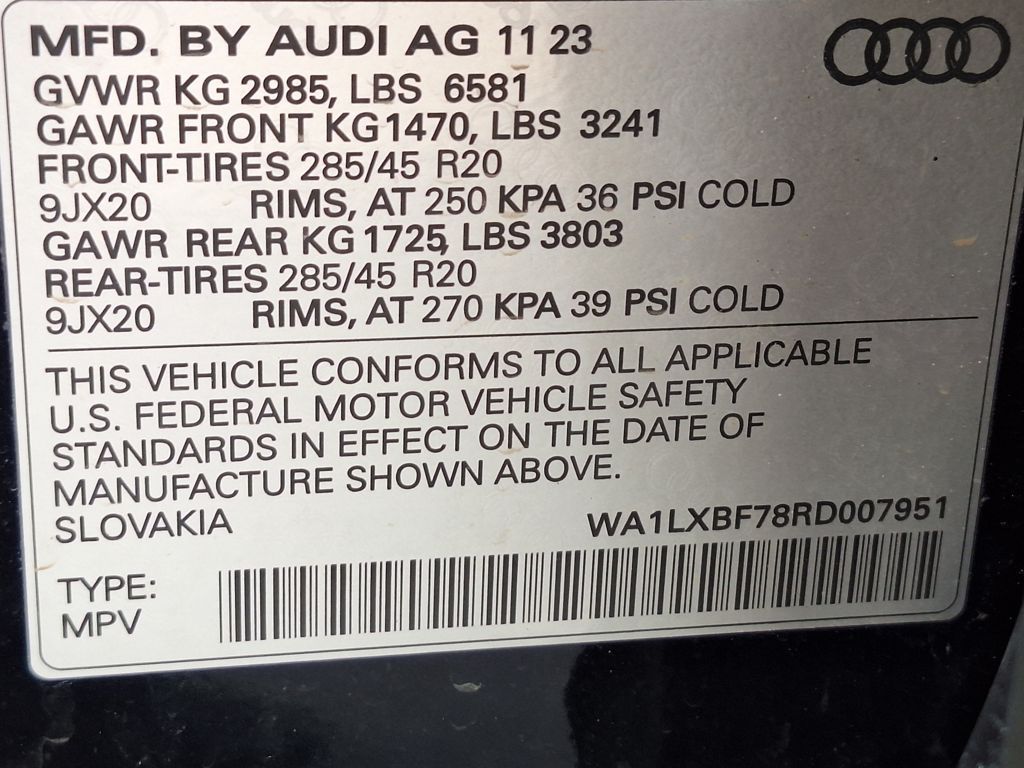 MFD. BY AUDI AG 11 23
GVWR KG 2985, LBS 6581
GAWR FRONT KG 1470, LBS 3241
FRONT-TIRES 285/45 R20
9JX20 RIMS, AT 250 KPA 36 PSI COLD
GAWR REAR KG 1725, LBS 3803
REAR-TIRES 285/45 R20
9JX20 RIMS, AT 270 KPA 39 PSI COLD
THIS VEHICLE CONFORMS TO ALL APPLICABLE
U.S. FEDERAL MOTOR VEHICLE SAFETY
STANDARDS IN EFFECT ON THE DATE OF
MANUFACTURE SHOWN ABOVE.
SLOVAKIA WA1LXBF78RD007951
TYPE:
MPV